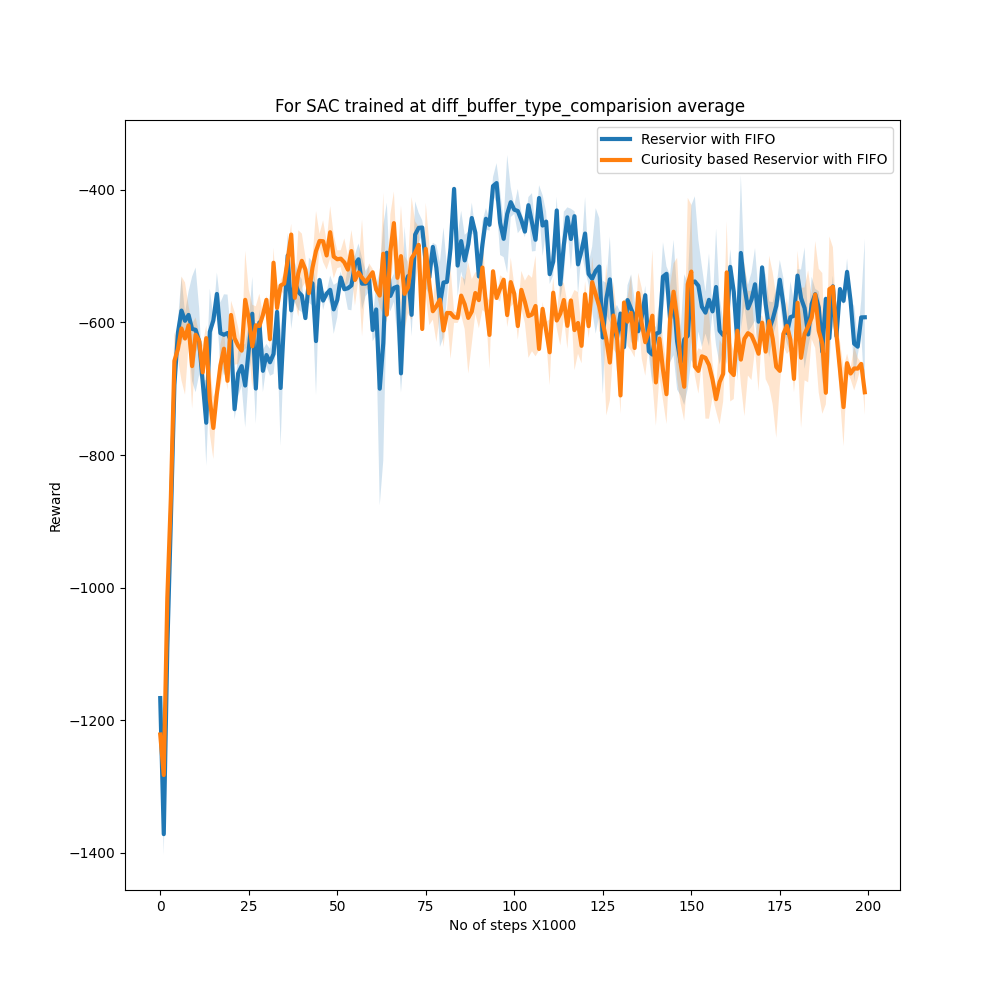 For SAC trained at diff_buffer_type_comparision average
Reservior with FIFO
Curiosity based Reservior with FIFO
−400
−600
−800
−1000
−1200
−1400
Reward
0 25 50 75 100 125 150 175 200
No of steps X1000